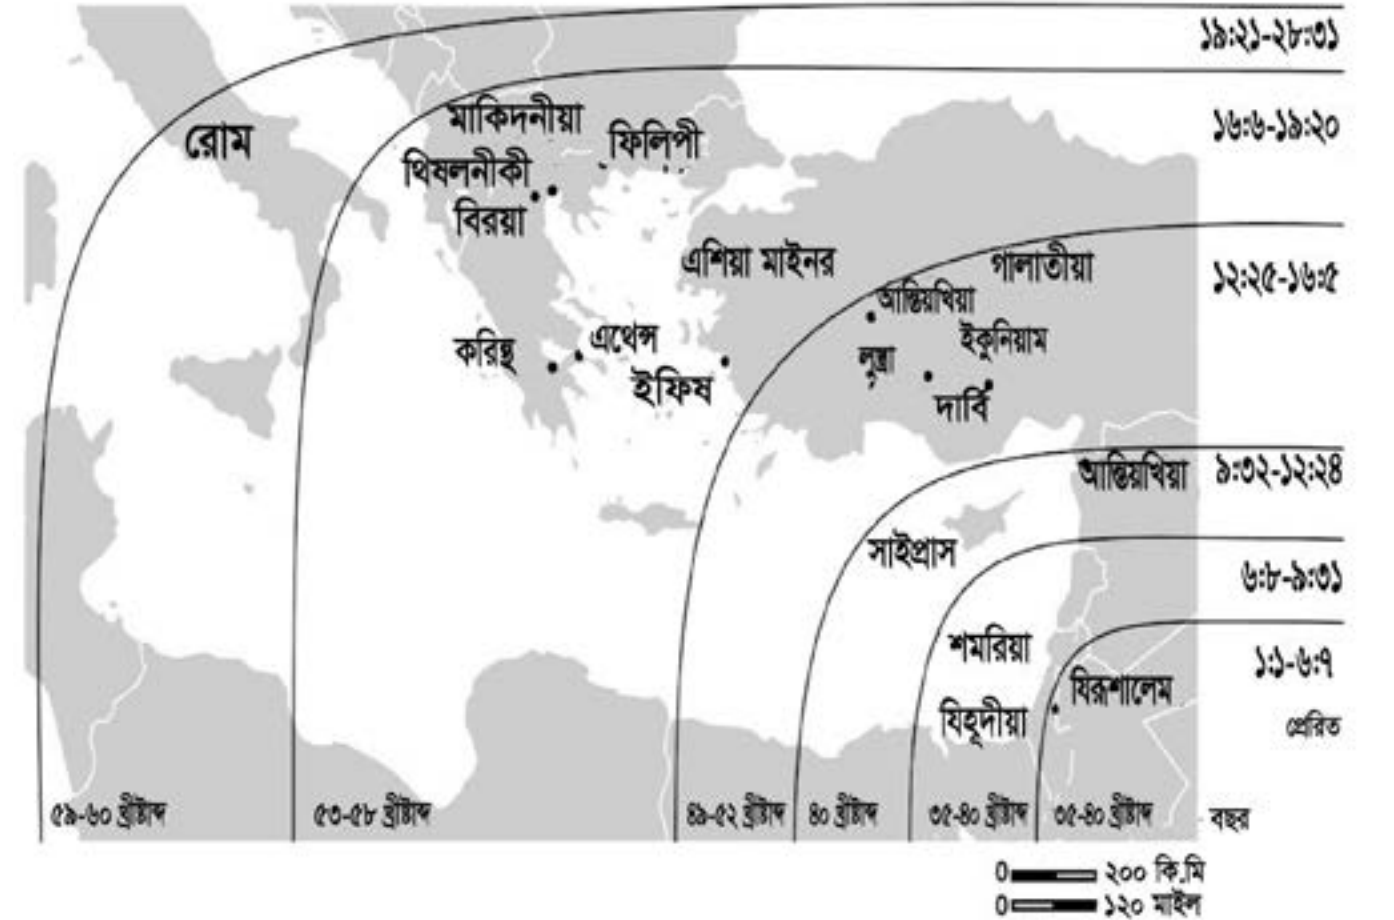 ১৯:২১-২৮:৩১
১৬:৬-১৯:২০
মাকিদনীয়া
ফিলিপী
রোম
থিষলনীকী
বিরয়া
এশিয়া মাইনর
গালাতীয়া
১২:২৫-১৬:৫
আন্তিয়খিয়া
ইকুনিয়াম
এথেন্স
করিন্থ
লুস্ত্রা
ইফিষ
দার্বি
আন্তিয়খিয়া
৯:৩২-১২:২৪
সাইপ্রাস
৬:৮-৯:৩১
শমরিয়া
১:১-৬:৭
যিরূশালেম
যিহূদীয়া
প্রেরিত
৫৯-৬০ খ্রীষ্টাব্দ
৫৩-৫৮ খ্রীষ্টাব্দ
৪৯-৫২ খ্রীষ্টাব্দ
৪০ খ্রীষ্টাব্দ
৩৫-৪০ খ্রীষ্টাব্দ
৩৫-৪০ খ্রীষ্টাব্দ
বছর
0 ২০০ কি.মি
0 ১২০ মাইল